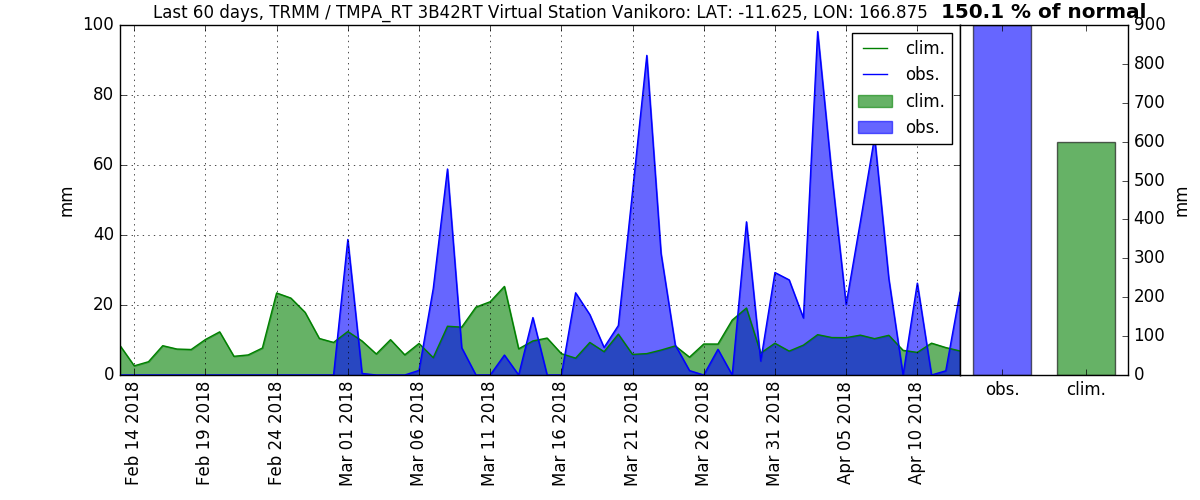 Last 60 days, TRMM / TMPA_RT 3B42RT Virtual Station Vanikoro: LAT: -11.625, LON: 166.875 150.1 % of normal
100
80
60
40
20
0
mm
clim.
obs.
clim.
obs.
900
800
700
600
500
400
300
200
100
0
mm
obs.
clim.
Feb 14 2018
Feb 19 2018
Feb 24 2018
Mar 01 2018
Mar 06 2018
Mar 11 2018
Mar 16 2018
Mar 21 2018
Mar 26 2018
Mar 31 2018
Apr 05 2018
Apr 10 2018